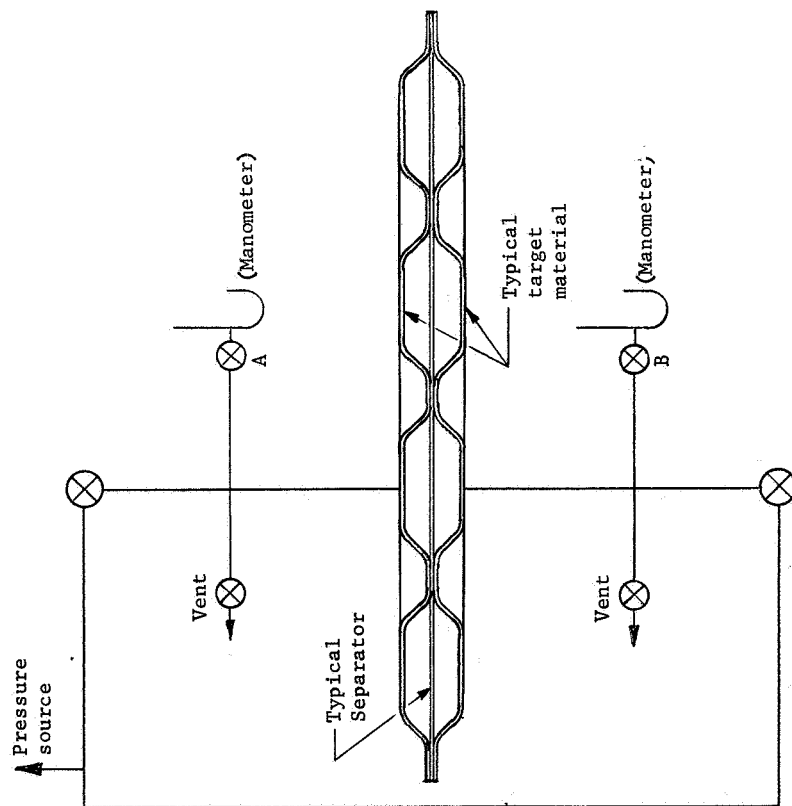 Pressure
source
Vent
A
(Manometer)
Typical
Separator
Typical
target
material
Vent
B
(Manometer;